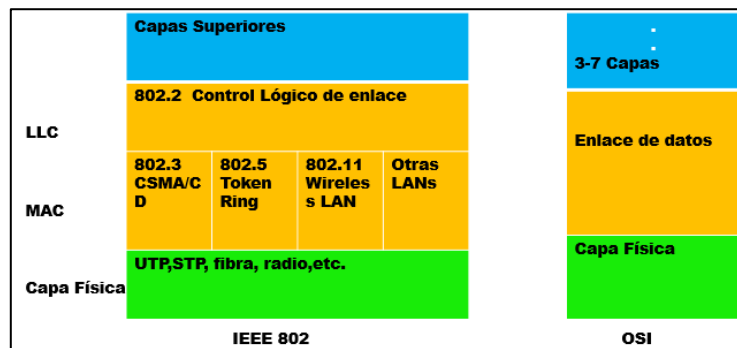 Capas Superiores
:
3-7 Capas
802.2 Control Lógico de enlace
LLC
Enlace de datos
802.3
CSMA/C
D
802.5
Token
Ring
802.11
Wireles
s LAN
Otras
LANs
MAC
UTP,STP, fibra, radio,etc.
Capa Física
Capa Física
IEEE 802
OSI